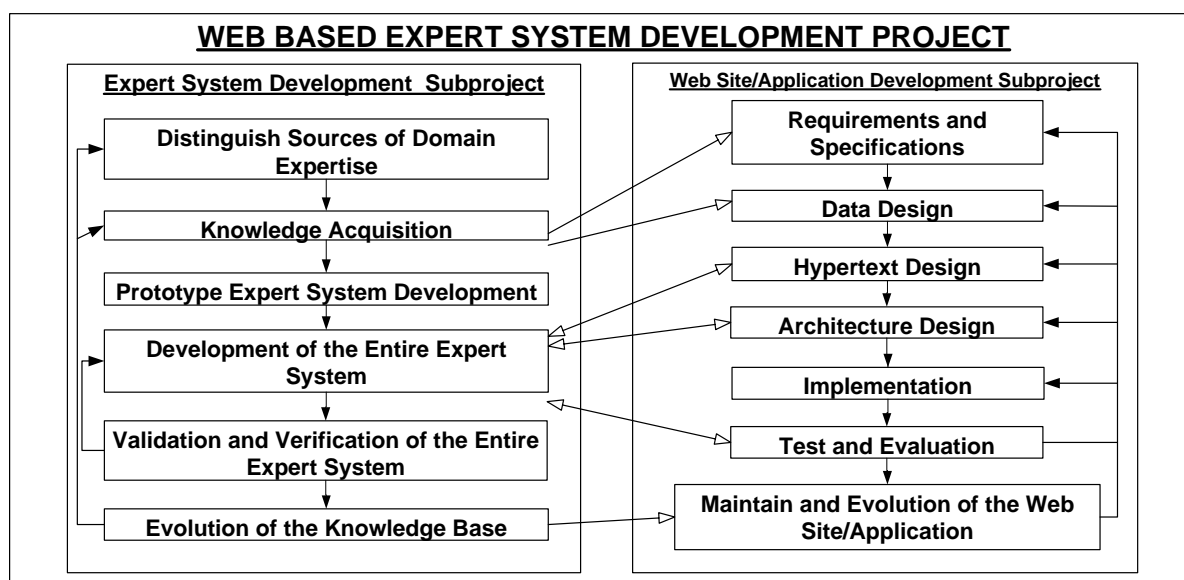 WEB BASED EXPERT SYSTEM DEVELOPMENT PROJECT
Expert System Development Subproject
Distinguish Sources of Domain
Expertise
Knowledge Acquisition
Prototype Expert System Development
Development of the Entire Expert
System
Validation and Verification of the Entire
Expert System
Evolution of the Knowledge Base
Web Site/Application Development Subproject
Requirements and
Specifications
Data Design
Hypertext Design
Architecture Design
Implementation
Test and Evaluation
Maintain and Evolution of the Web
Site/Application